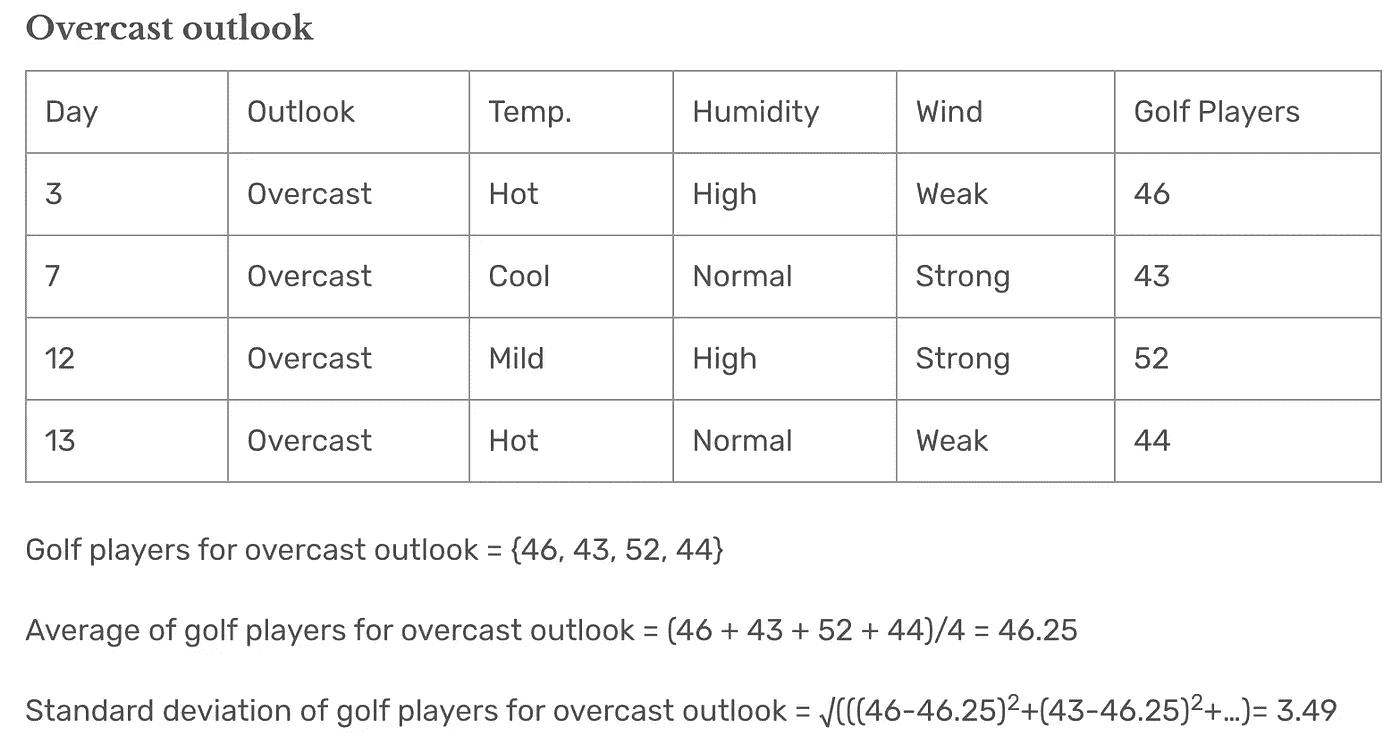 Overcast outlook
Day Outlook Temp. Humidity Wind Golf Players
3 Overcast Hot High Weak 46
7 Overcast Cool Normal Strong 43
12 Overcast Mild High Strong 52
13 Overcast Hot Normal Weak 44
Golf players for overcast outlook = {46, 43, 52, 44}
Average of golf players for overcast outlook = (46 + 43 + 52 + 44)/4 = 46.25
Standard deviation of golf players for overcast outlook = √(((46-46.25)²+(43-46.25)²+…)= 3.49